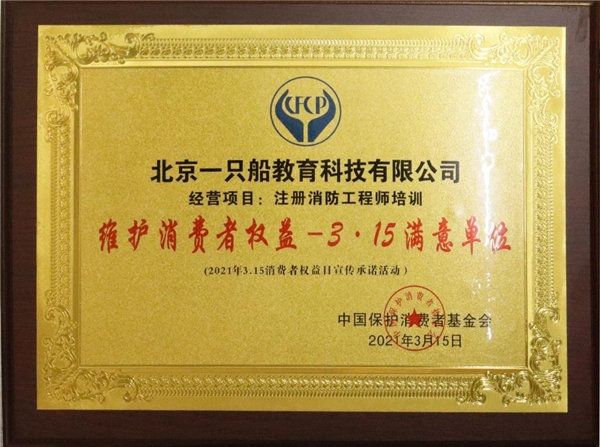 CFCP
北京一只船教育科技有限公司
经营项目：注册消防工程师培训
维护消费者权益-3·15满意单位
(2021年3.15消费者权益日宣传承诺活动)
中国保护消费者基金会
2021年3月15日